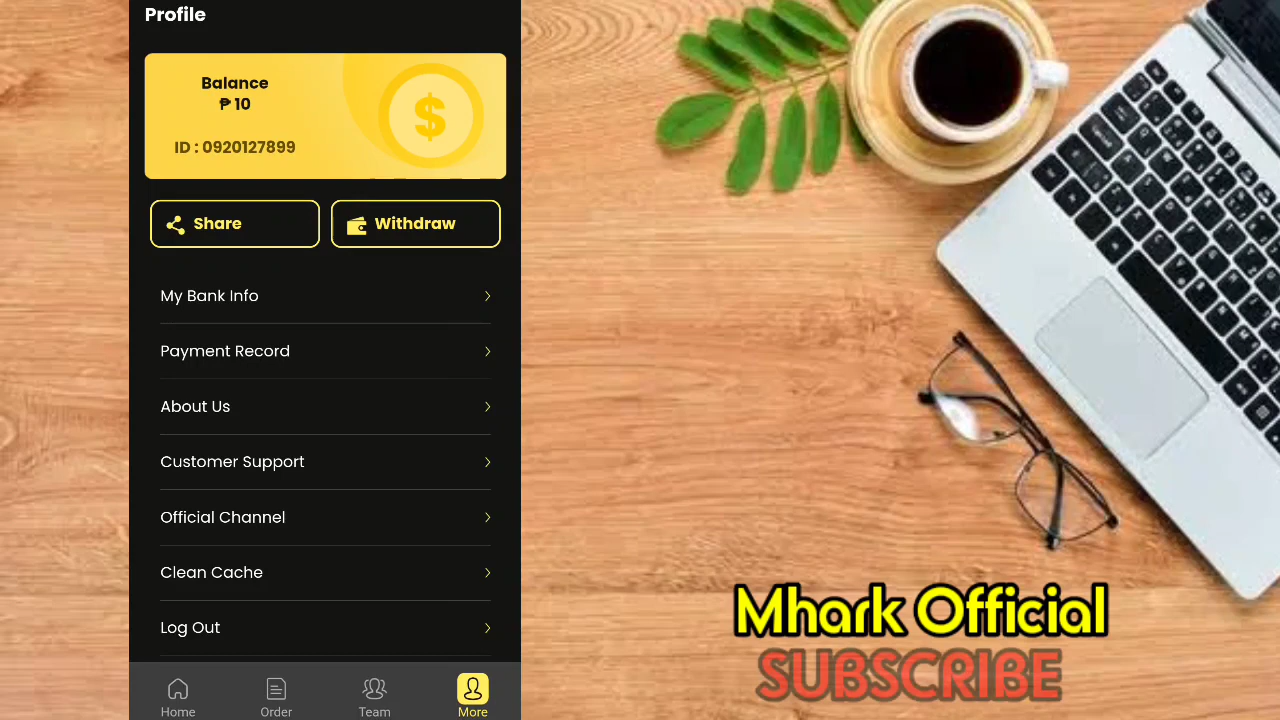 Profile
Balance
₱ 10
ID : 0920127899
$
Share
Withdraw
My Bank Info
Payment Record
About Us
Customer Support
Official Channel
Clean Cache
Log Out
Home
Order
Team
More
Mhark Official
SUBSCRIBE